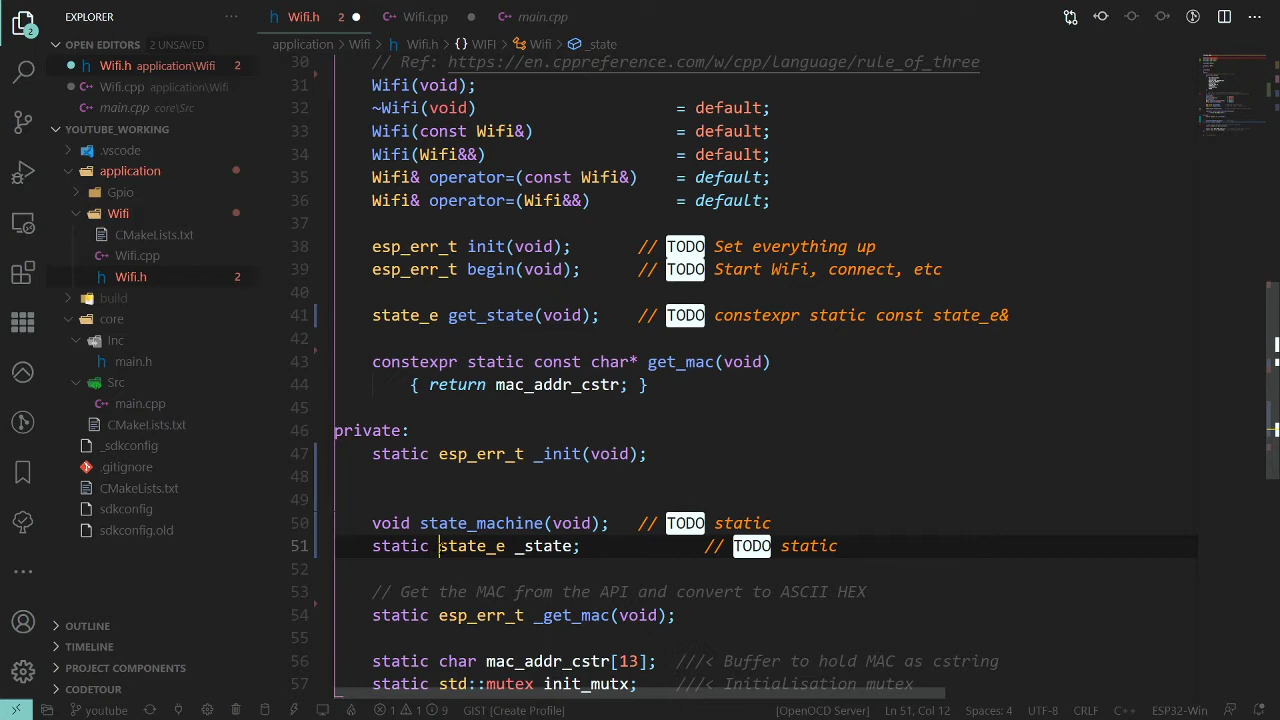 EXPLORER
OPEN EDITORS 2 UNSAVED
Wifi.h application\Wifi 2
Wifi.cpp application\Wifi
main.cpp core\Src
YOUTUBE_WORKING
.vscode
application
Gpio
Wifi
CMakeLists.txt
Wifi.cpp
Wifi.h 2
build
core
Inc
main.h
Src
main.cpp
CMakeLists.txt
_sdkconfig
.gitignore
CMakeLists.txt
sdkconfig
sdkconfig.old
OUTLINE
TIMELINE
PROJECT COMPONENTS
CODETOUR
2
Wifi.h 2 Wifi.cpp main.cpp
application > Wifi > Wifi.h > {} WIFI > Wifi > _state
30 // Ref: https://en.cppreference.com/w/cpp/language/rule_of_three
31 Wifi(void);
32 ~Wifi(void) = default;
33 Wifi(const Wifi&) = default;
34 Wifi(Wifi&&) = default;
35 Wifi& operator=(const Wifi&) = default;
36 Wifi& operator=(Wifi&&) = default;
37
38 esp_err_t init(void); // TODO Set everything up
39 esp_err_t begin(void); // TODO Start WiFi, connect, etc
40
41 state_e get_state(void); // TODO constexpr static const state_e&
42
43 constexpr static const char* get_mac(void)
44 { return mac_addr_cstr; }
45
46 private:
47 static esp_err_t _init(void);
48
49
50 void state_machine(void); // TODO static
51 static state_e _state; // TODO static
52
53 // Get the MAC from the API and convert to ASCII HEX
54 static esp_err_t _get_mac(void);
55
56 static char mac_addr_cstr[13]; ///< Buffer to hold MAC as cstring
57 static std::mutex init_mutx; ///< Initialisation mutex
youtube 1 1 9 GIST [Create Profile] [OpenOCD Server] Ln 51, Col 12 Spaces: 4 UTF-8 CRLF C++ ESP32-Win